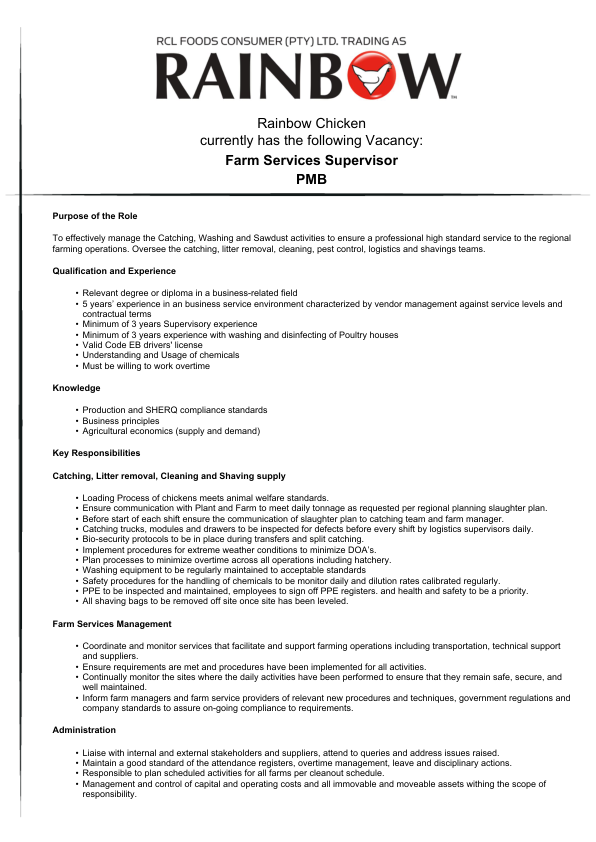 RCL FOODS CONSUMER (PTY) LTD. TRADING AS
RAINBOW
Rainbow Chicken
currently has the following Vacancy:
Farm Services Supervisor
PMB
Purpose of the Role
To effectively manage the Catching, Washing and Sawdust activities to ensure a professional high standard service to the regional
farming operations. Oversee the catching, litter removal, cleaning, pest control, logistics and shavings teams.
Qualification and Experience
• Relevant degree or diploma in a business-related field
• 5 years' experience in an business service environment characterized by vendor management against service levels and
contractual terms
• Minimum of 3 years Supervisory experience
• Minimum of 3 years experience with washing and disinfecting of Poultry houses
• Valid Code EB drivers' license
• Understanding and Usage of chemicals
• Must be willing to work overtime
Knowledge
• Production and SHERQ compliance standards
• Business principles
• Agricultural economics (supply and demand)
Key Responsibilities
Catching, Litter removal, Cleaning and Shaving supply
• Loading Process of chickens meets animal welfare standards.
• Ensure communication with Plant and Farm to meet daily tonnage as requested per regional planning slaughter plan.
• Before start of each shift ensure the communication of slaughter plan to catching team and farm manager.
• Catching trucks, modules and drawers to be inspected for defects before every shift by logistics supervisors daily.
• Bio-security protocols to be in place during transfers and split catching.
• Implement procedures for extreme weather conditions to minimize DOA's.
• Plan processes to minimize overtime across all operations including hatchery.
• Washing equipment to be regularly maintained to acceptable standards
• Safety procedures for the handling of chemicals to be monitor daily and dilution rates calibrated regularly.
• PPE to be inspected and maintained, employees to sign off PPE registers. and health and safety to be a priority.
• All shaving bags to be removed off site once site has been leveled.
Farm Services Management
• Coordinate and monitor services that facilitate and support farming operations including transportation, technical support
and suppliers.
• Ensure requirements are met and procedures have been implemented for all activities.
• Continually monitor the sites where the daily activities have been performed to ensure that they remain safe, secure, and
well maintained.
• Inform farm managers and farm service providers of relevant new procedures and techniques, government regulations and
company standards to assure on-going compliance to requirements.
Administration
• Liaise with internal and external stakeholders and suppliers, attend to queries and address issues raised.
• Maintain a good standard of the attendance registers, overtime management, leave and disciplinary actions.
• Responsible to plan scheduled activities for all farms per cleanout schedule.
• Management and control of capital and operating costs and all immovable and moveable assets withing the scope of
responsibility.